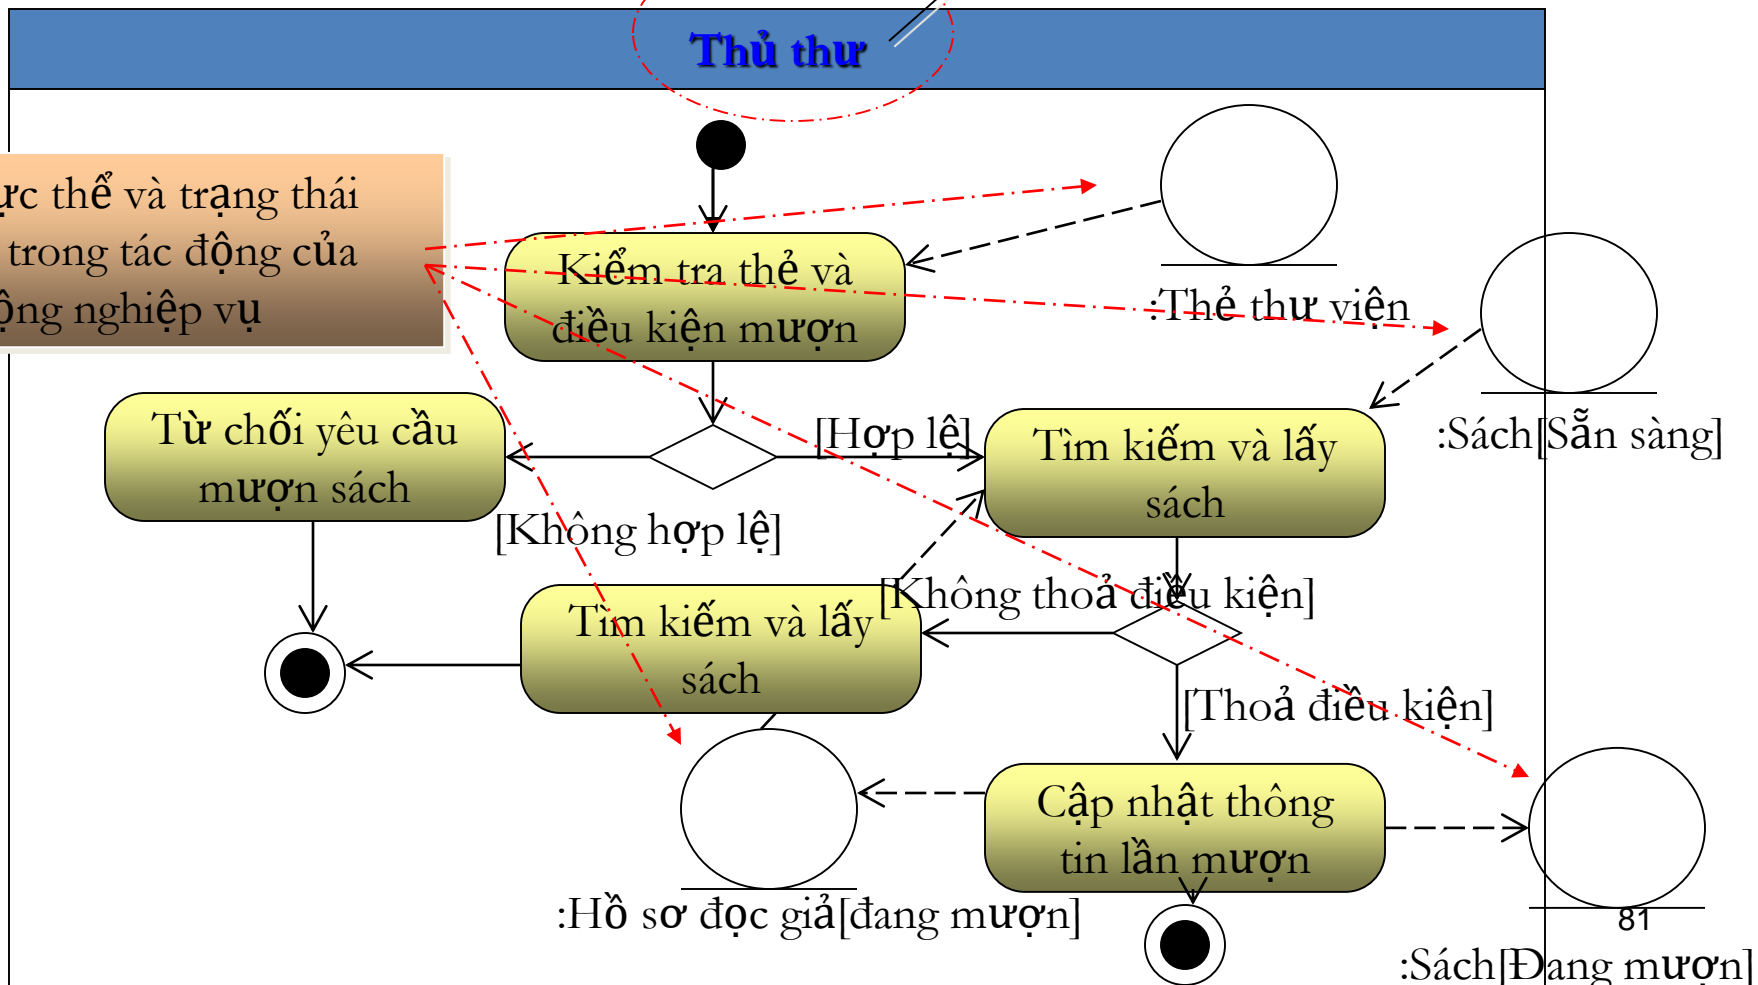 Thủ thư
ực thể và trạng thái
trong tác động của
ộng nghiệp vụ
Kiểm tra thẻ và
điều kiện mượn
:Thẻ thư viện
Từ chối yêu cầu
mượn sách
[Hợp lệ]
Tìm kiếm và lấy
sách
:Sách[Sẵn sàng]
[Không hợp lệ]
Tìm kiếm và lấy
sách
[Không thoả điều kiện]
[Thoả điều kiện]
Cập nhật thông
tin lần mượn
:Hồ sơ đọc giả[đang mượn]
81
:Sách[Đang mượn]